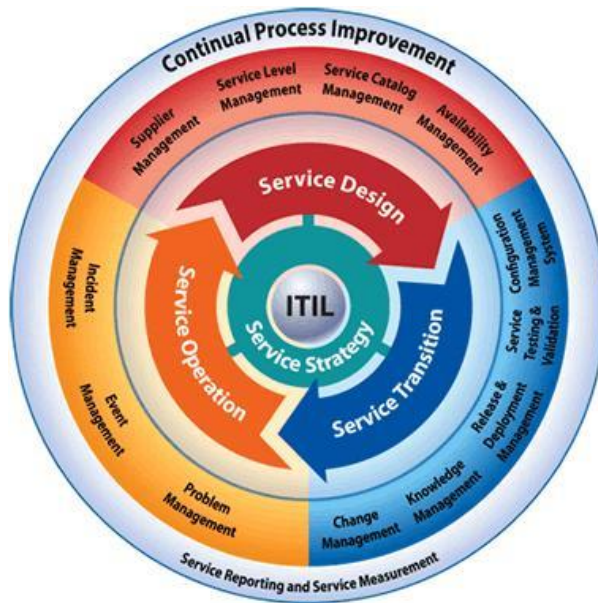 Continual Process Improvement
Supplier
Management
Service Level
Management
Service Catalog
Management
Availability
Management
Configuration
Management
System
Service
Testing &
Validation
Release &
Deployment
Management
Knowledge
Management
Change
Management
Problem
Management
Event
Management
Incident
Management
Service Design
Service Transition
Service Operation
Service Strategy
ITIL
Service Reporting and Service Measurement